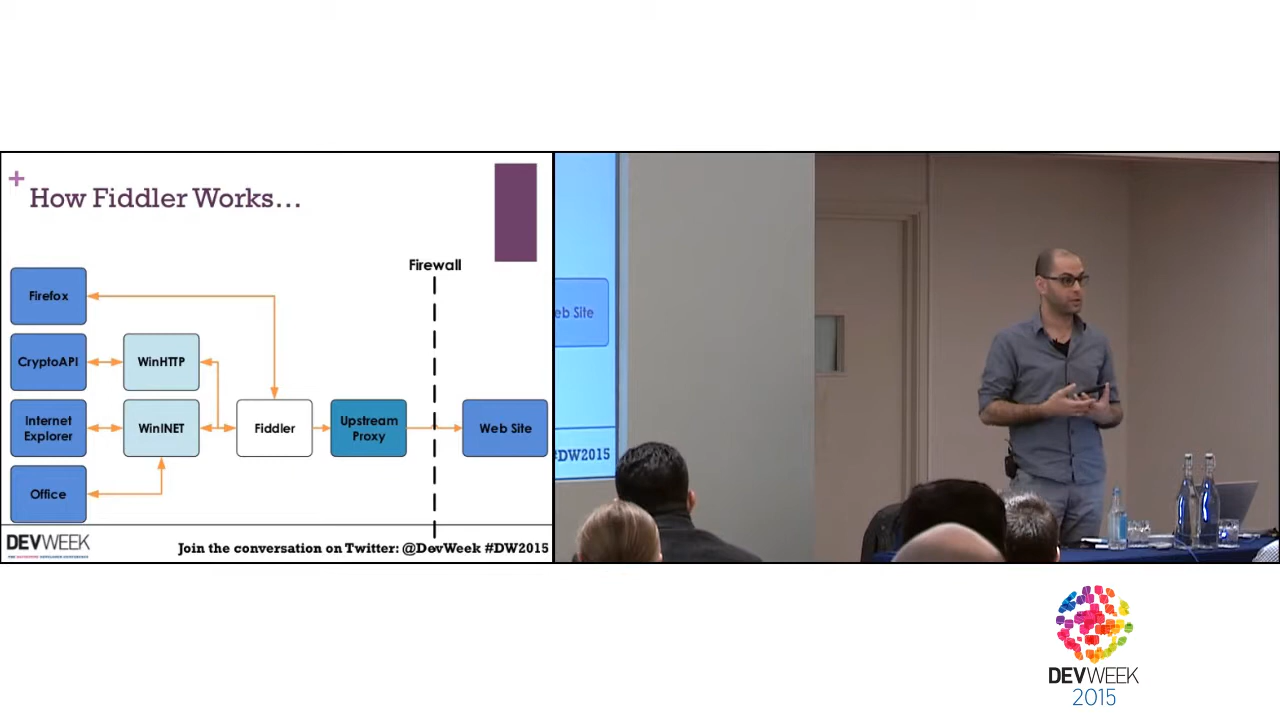 +
How Fiddler Works...
Firewall
Firefox
CryptoAPI
WinHTTP
Internet
Explorer
WinINET
Fiddler
Upstream
Proxy
Web Site
Office
DEVWEEK
Join the conversation on Twitter: @DevWeek #DW2015
eb Site
#DW2015
DEVWEEK
2015